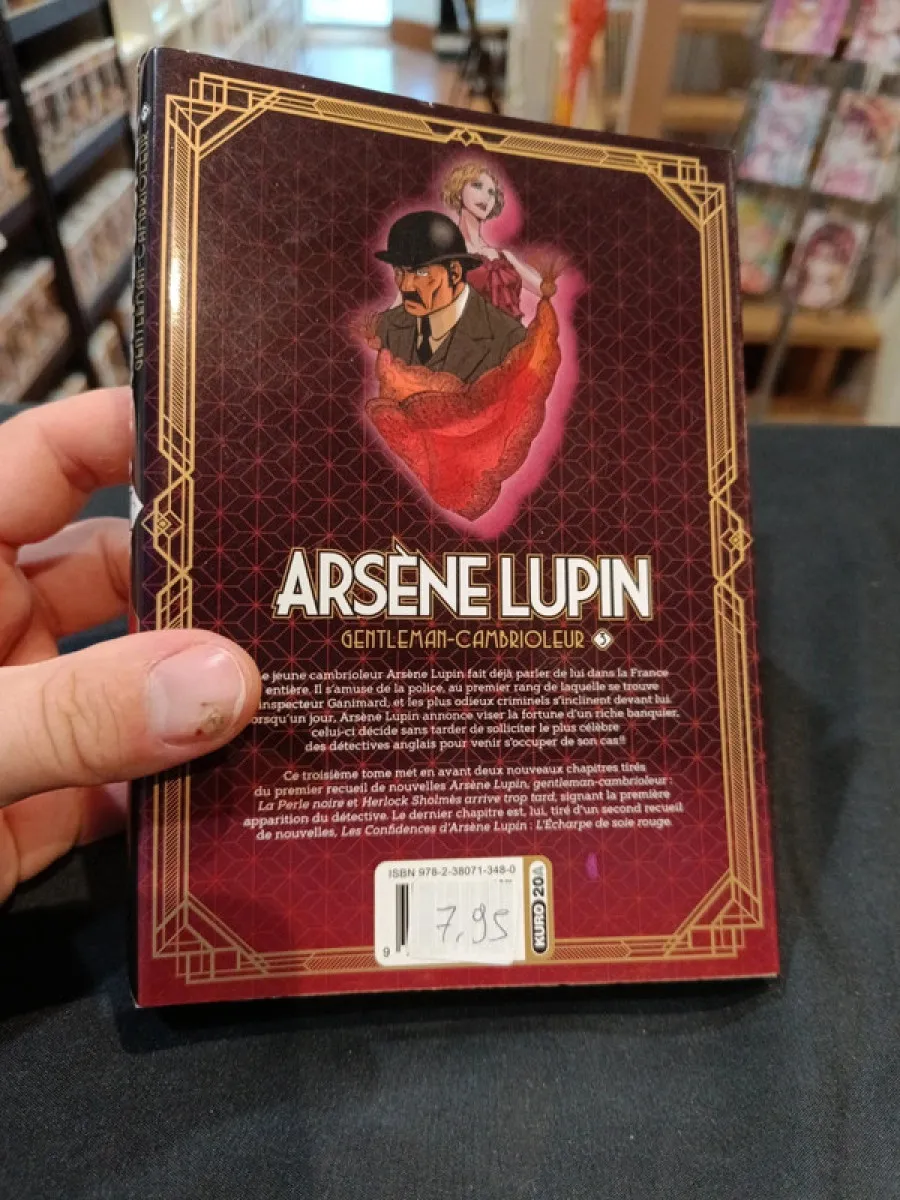 GENTLEMAN-CAMBRIOLEUR
ARSÈNE LUPIN
GENTLEMAN-CAMBRIOLEUR 3
jeune cambrioleur Arsène Lupin fait déjà parler de lui dans la France
entière. Il s'amuse de la police, au premier rang de laquelle se trouve
inspecteur Ganimard, et les plus odieux criminels s'inclinent devant lui.
orsqu'un jour, Arsène Lupin annonce viser la fortune d'un riche banquier,
celui-ci décide sans tarder de solliciter le plus célèbre
des détectives anglais pour venir s'occuper de son cas!!
Ce troisième tome met en avant deux nouveaux chapitres tirés
du premier recueil de nouvelles Arsène Lupin, gentleman-cambrioleur :
La Perle noire et Herlock Sholmès arrive trop tard, signant la première
apparition du détective. Le dernier chapitre est, lui, tiré d'un second recueil
de nouvelles, Les Confidences d'Arsène Lupin : L'Écharpe de soie rouge.
ISBN 978-2-38071-348-0
7,95
9
KURO 20A